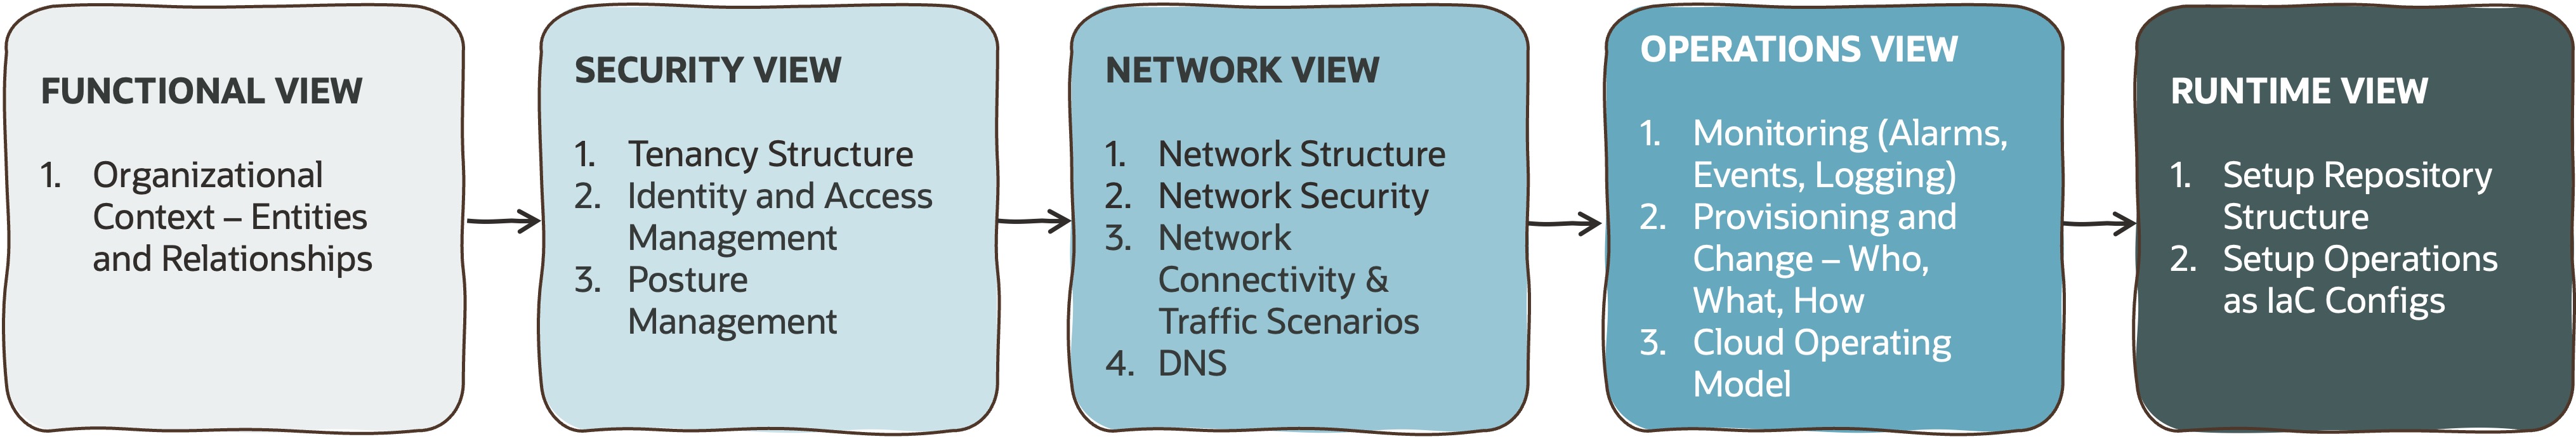 FUNCTIONAL VIEW
1. Organizational
Context – Entities
and Relationships
SECURITY VIEW
1. Tenancy Structure
2. Identity and Access
Management
3. Posture
Management
NETWORK VIEW
1. Network Structure
2. Network Security
3. Network
Connectivity &
Traffic Scenarios
4. DNS
OPERATIONS VIEW
1. Monitoring (Alarms,
Events, Logging)
2. Provisioning and
Change – Who,
What, How
3. Cloud Operating
Model
RUNTIME VIEW
1. Setup Repository
Structure
2. Setup Operations
as IaC Configs